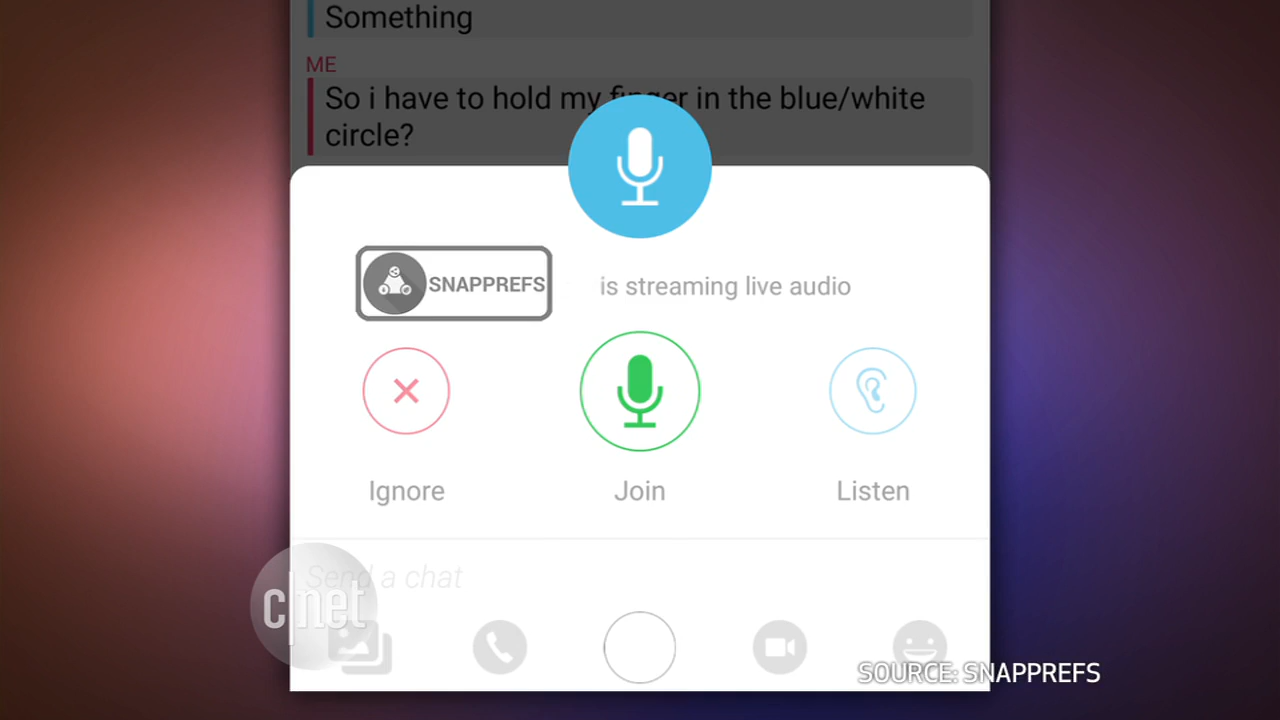 Something
ME
So i have to hold my finger in the blue/white
circle?
SNAPPREFS
is streaming live audio
Ignore
Join
Listen
Send a chat
c|net
SOURCE: SNAPPREFS